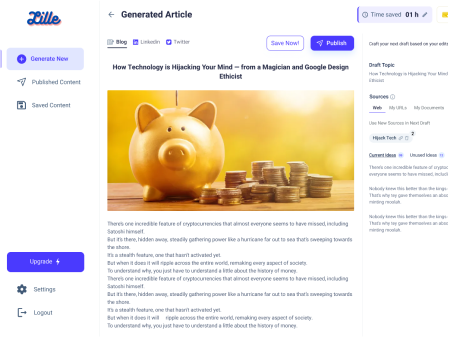 Lille
Generate New
Published Content
Saved Content
Upgrade
Settings
Logout
Generated Article
Time saved 01 h
Blog
LinkedIn
Twitter
Save Now!
Publish
How Technology is Hijacking Your Mind — from a Magician and Google Design
Ethicist
There's one incredible feature of cryptocurrencies that almost everyone seems to have missed, including
Satoshi himself.
But it's there, hidden away, steadily gathering power like a hurricane far out to sea that's sweeping towards
the shore.
It's a stealth feature, one that hasn't activated yet.
But when it does it will ripple across the entire world, remaking every aspect of society.
To understand why, you just have to understand a little about the history of money.
There's one incredible feature of cryptocurrencies that almost everyone seems to have missed, including
Satoshi himself.
But it's there, hidden away, steadily gathering power like a hurricane far out to sea that's sweeping towards
the shore.
It's a stealth feature, one that hasn't activated yet.
But when it does it will ripple across the entire world, remaking every aspect of society.
To understand why, you just have to understand a little about the history of money.
Craft your next draft based on your edits
Draft Topic
How Technology is Hijacking Your Mind
Ethicist
Sources
Web
My URLs
My Documents
Use New Sources in Next Draft
Hijack Tech
2
Current ideas
Unused Ideas
There's one incredible feature of cryptoc
everyone seems to have missed, includi
Nobody knew this better than the kings
That's why they gave themselves an abso
minting moolah.
Nobody knew this better than the kings
That's why they gave themselves an abso
minting moolah.